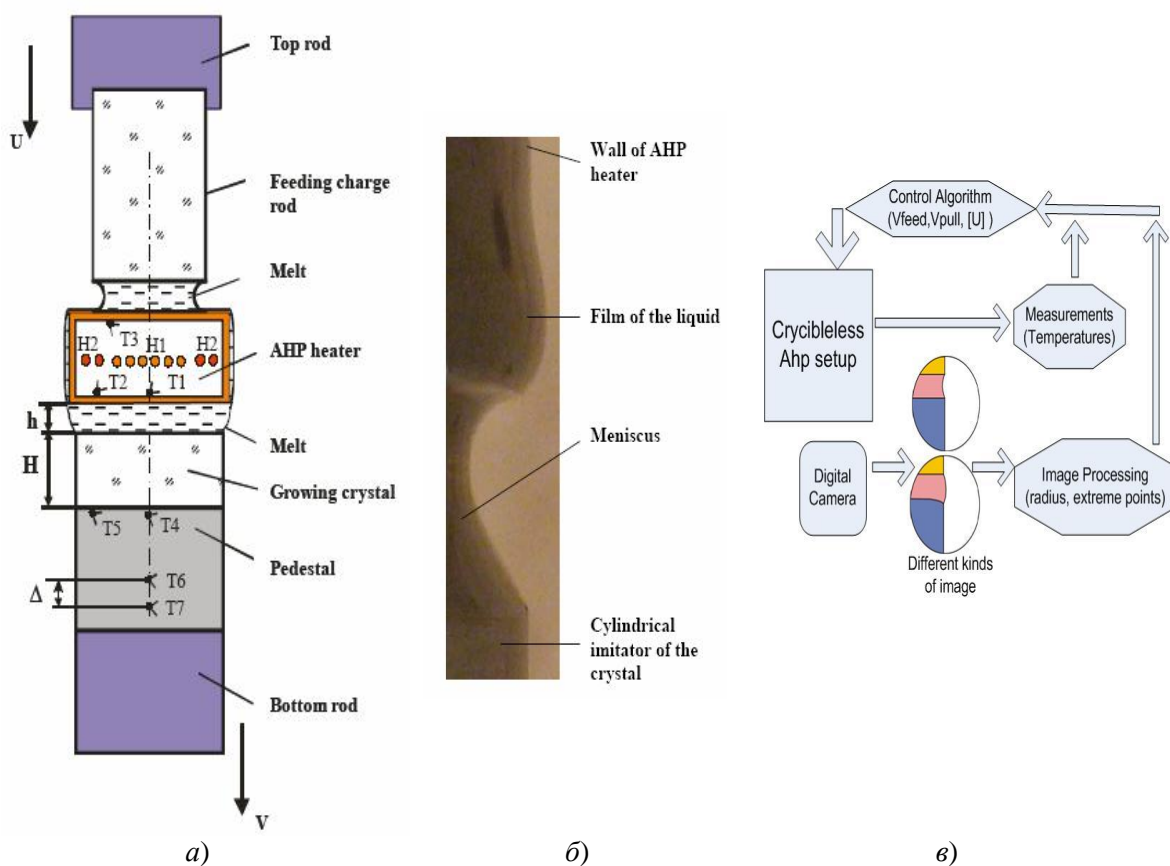 Top rod
U
Feeding charge
rod
Melt
T3
H2
H1
H2
AHP heater
T2
T1
h
Melt
H
Growing crystal
T5
T4
Pedestal
T6
Δ
T7
Bottom rod
V
а)
Wall of AHP
heater
Film of the liquid
Meniscus
Cylindrical
imitator of the
crystal
б)
Control Algorithm
(Vfeed,Vpull, [U] )
Crycibleless
Ahp setup
Measurements
(Temperatures)
Digital
Camera
Image Processing
(radius, extreme points)
Different kinds
of image
в)